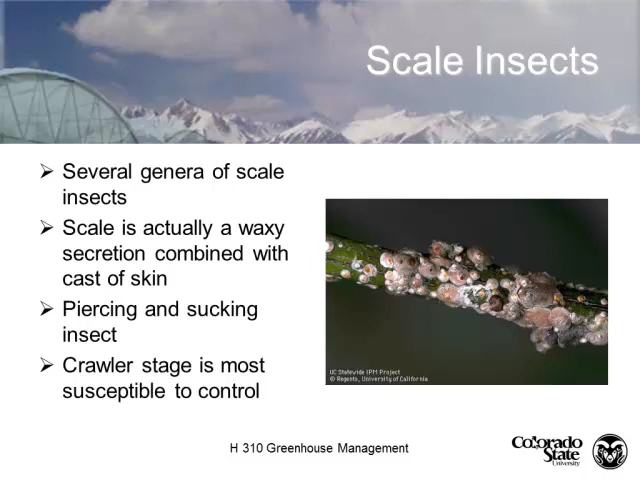 Scale Insects
Several genera of scale
insects
Scale is actually a waxy
secretion combined with
cast of skin
Piercing and sucking
insect
Crawler stage is most
susceptible to control
UC Statewide IPM Project
© Regents, University of California
H 310 Greenhouse Management
Colorado
State
University